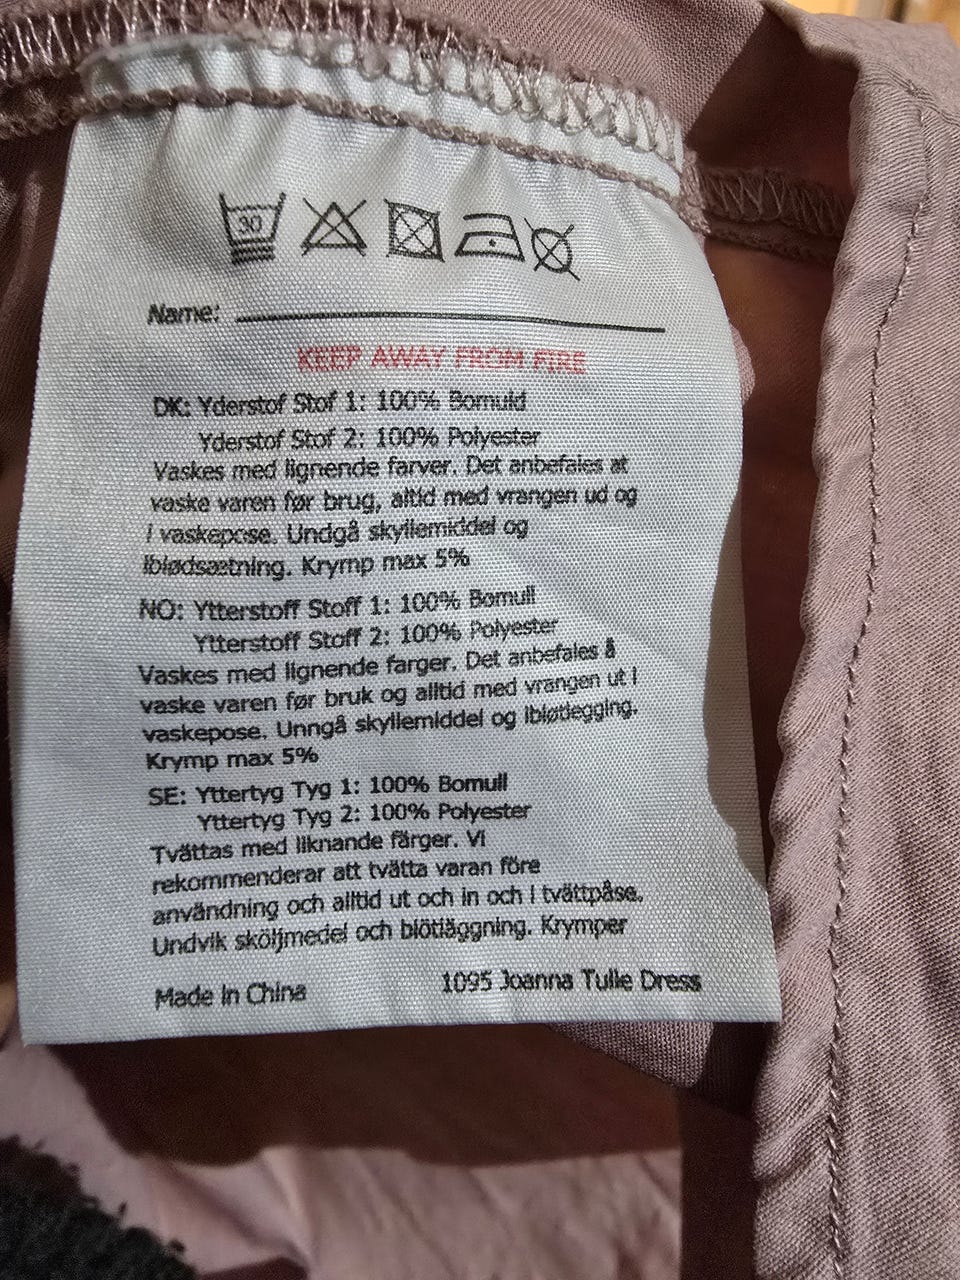 30
Name:
KEEP AWAY FROM FIRE
DK: Yderstof Stof 1: 100% Bomuld
Yderstof Stof 2: 100% Polyester
Vaskes med lignende farver. Det anbefales at
vaske varen før brug, altid med vrangen ud og
i vaskepose. Undgå skyllemiddel og
iblødsætning. Krymp max 5%
NO: Ytterstoff Stoff 1: 100% Bomull
Ytterstoff Stoff 2: 100% Polyester
Vaskes med lignende farger. Det anbefales å
vaske varen før bruk og alltid med vrangen ut i
vaskepose. Unngå skyllemiddel og ibløtlegging.
Krymp max 5%
SE: Yttertyg Tyg 1: 100% Bomull
Yttertyg Tyg 2: 100% Polyester
Tvättas med liknande färger. Vi
rekommenderar att tvätta varan före
användning och alltid ut och in och i tvättpåse.
Undvik sköljmedel och blötläggning. Krymper
Made in China 1095 Joanna Tulle Dress